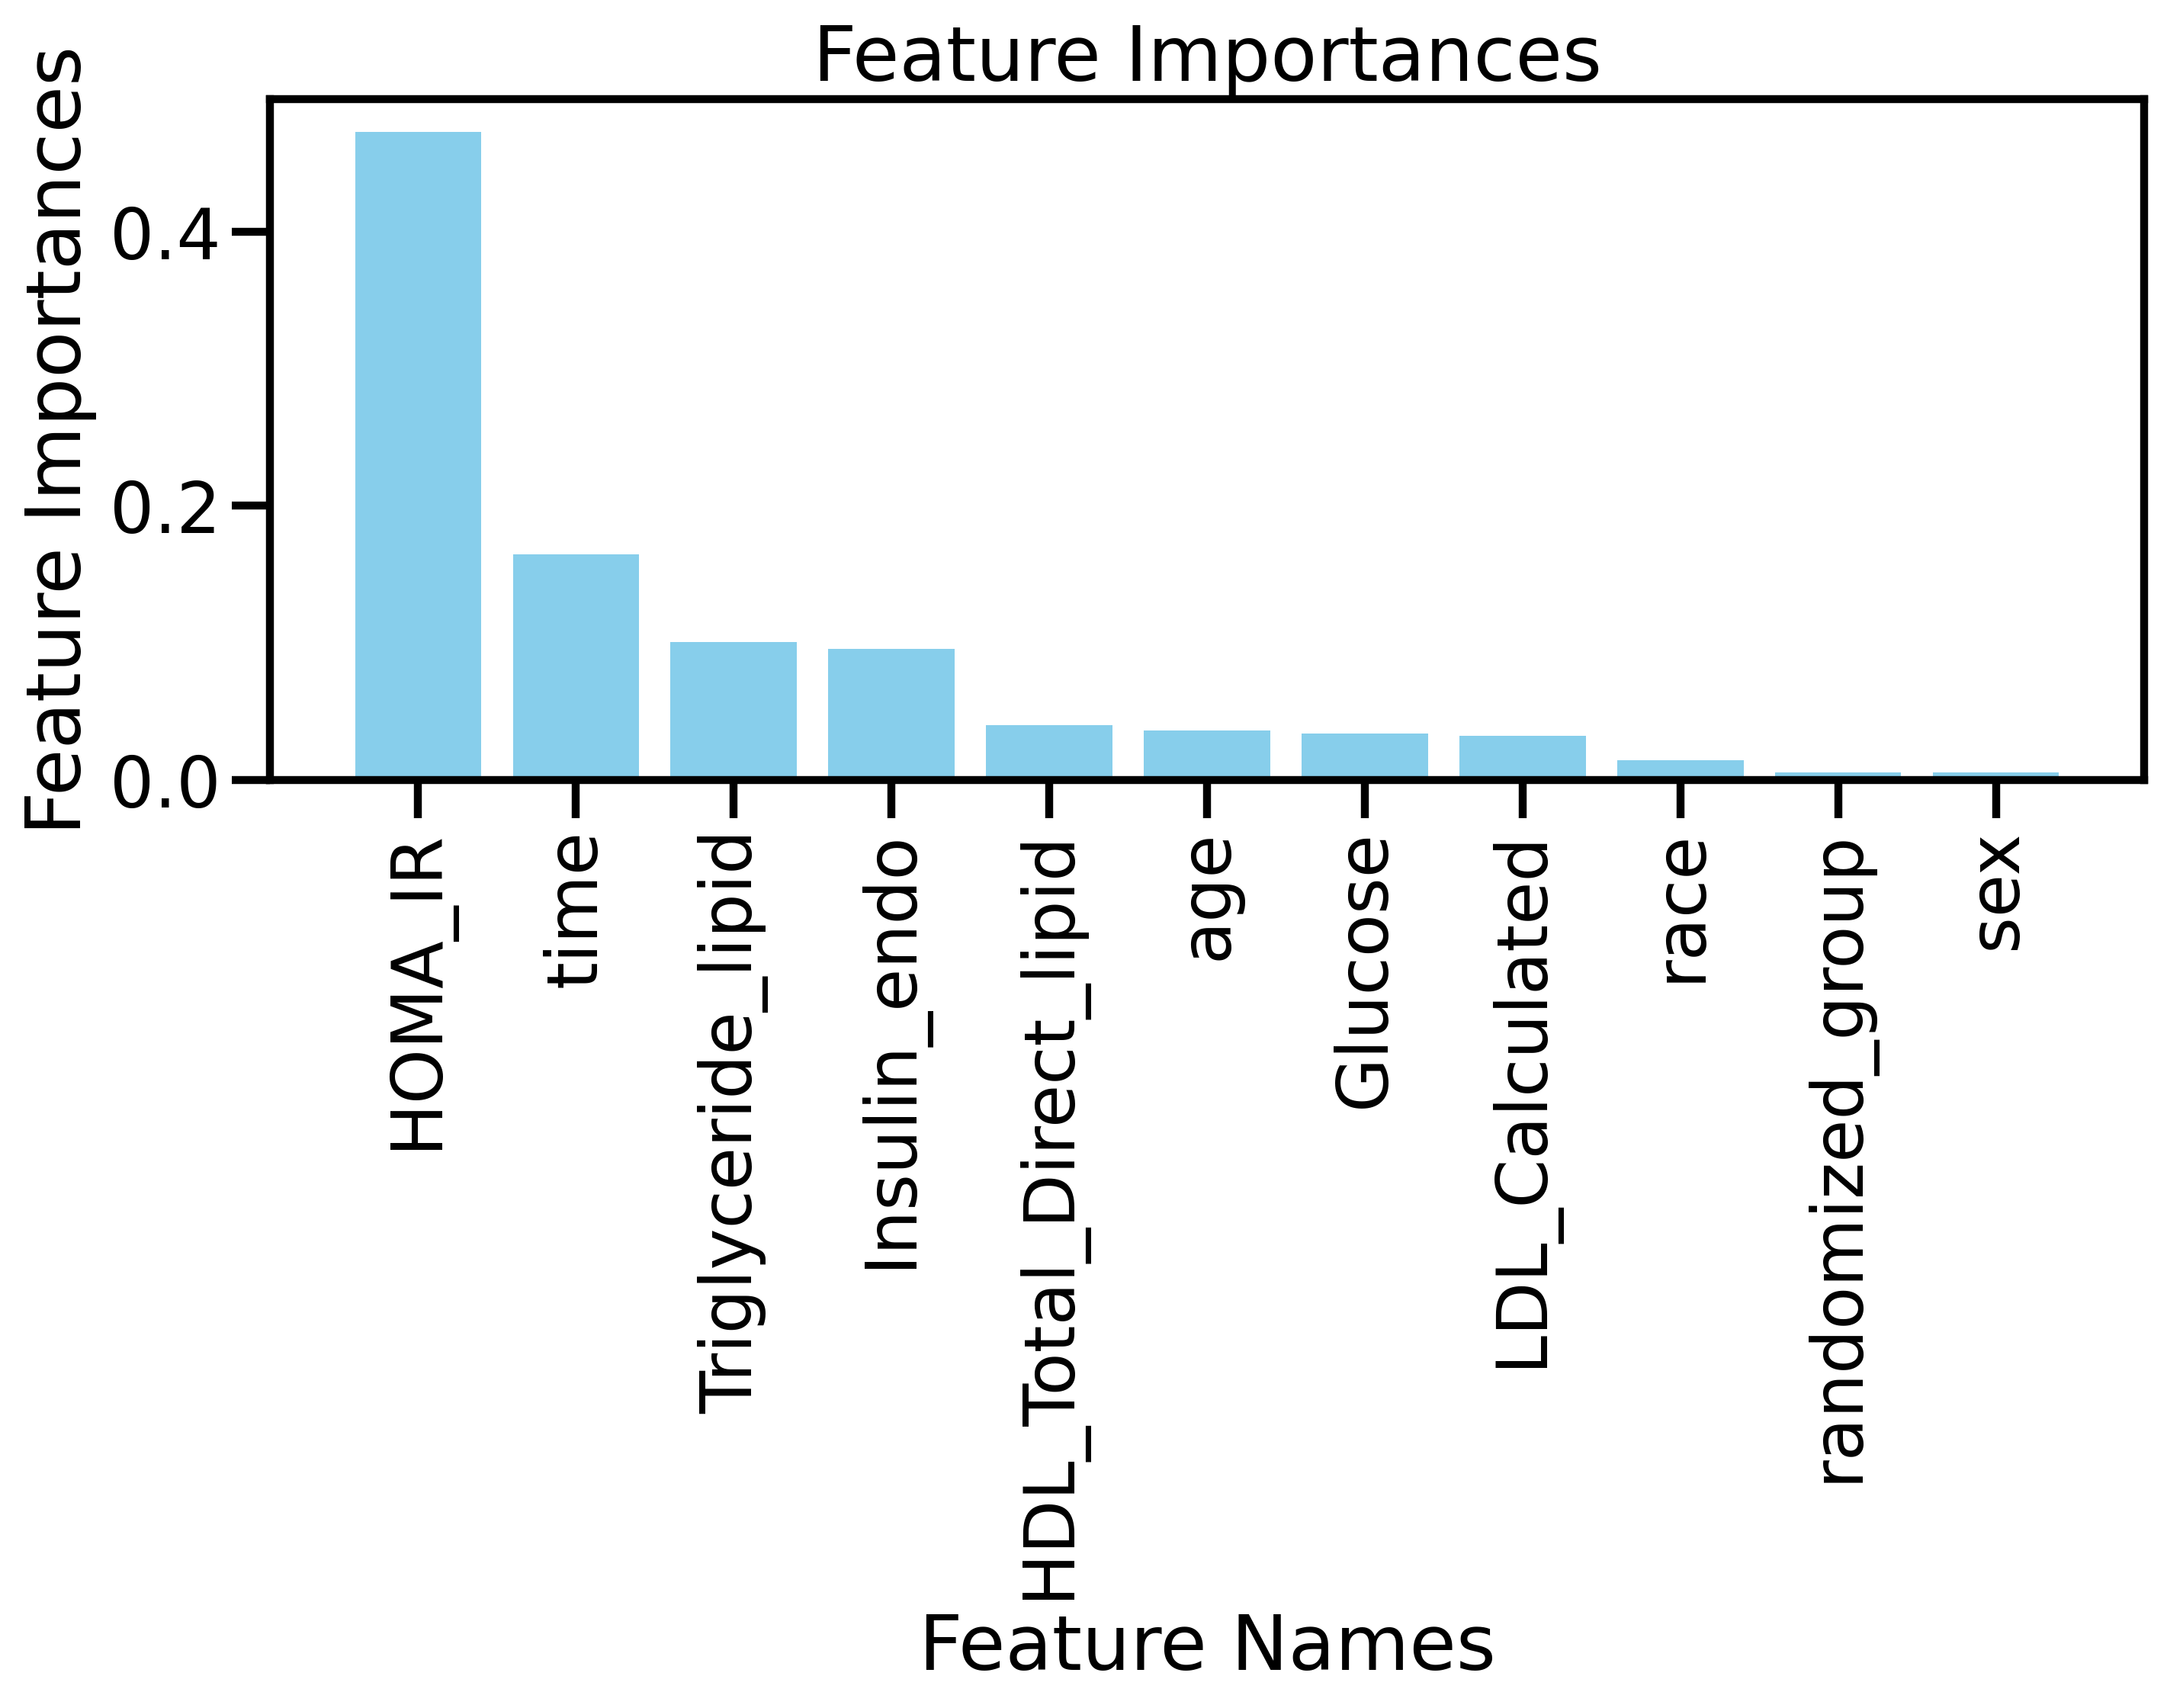 Feature Importances
Feature Importances
0.4
0.2
0.0
HOMA_IR
time
Triglyceride_lipid
Insulin_endo
HDL_Total_Direct_lipid
age
Glucose
LDL_Calculated
race
randomized_group
sex
Feature Names